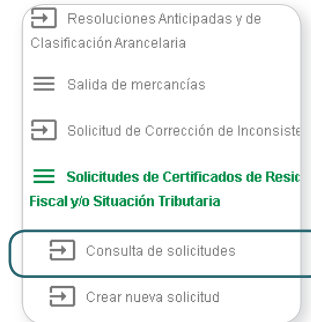 Resoluciones Anticipadas y de
Clasificación Arancelaria
Salida de mercancías
Solicitud de Corrección de Inconsiste
Solicitudes de Certificados de Resid
Fiscal y/o Situación Tributaria
Consulta de solicitudes
Crear nueva solicitud